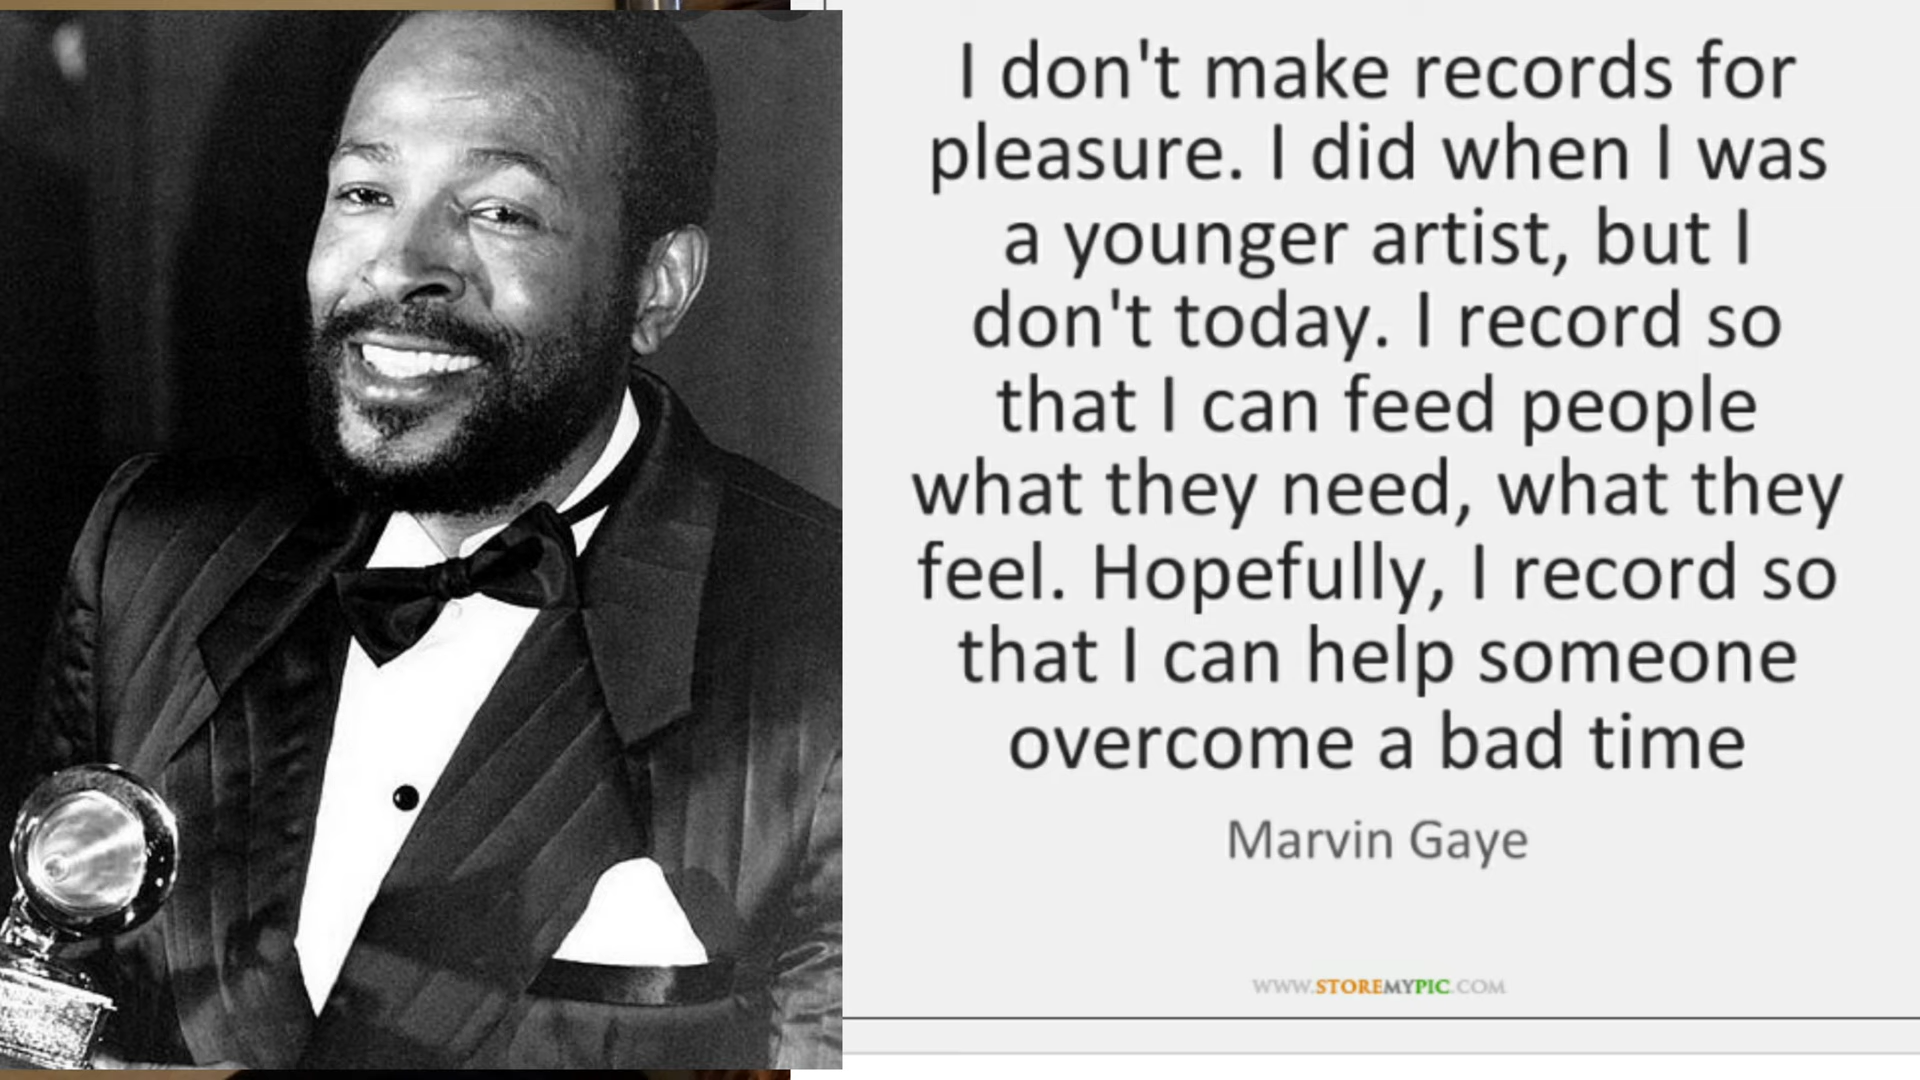 I don't make records for
pleasure. I did when I was
a younger artist, but I
don't today. I record so
that I can feed people
what they need, what they
feel. Hopefully, I record so
that I can help someone
overcome a bad time
Marvin Gaye
WWW.STOREMYPIC.COM